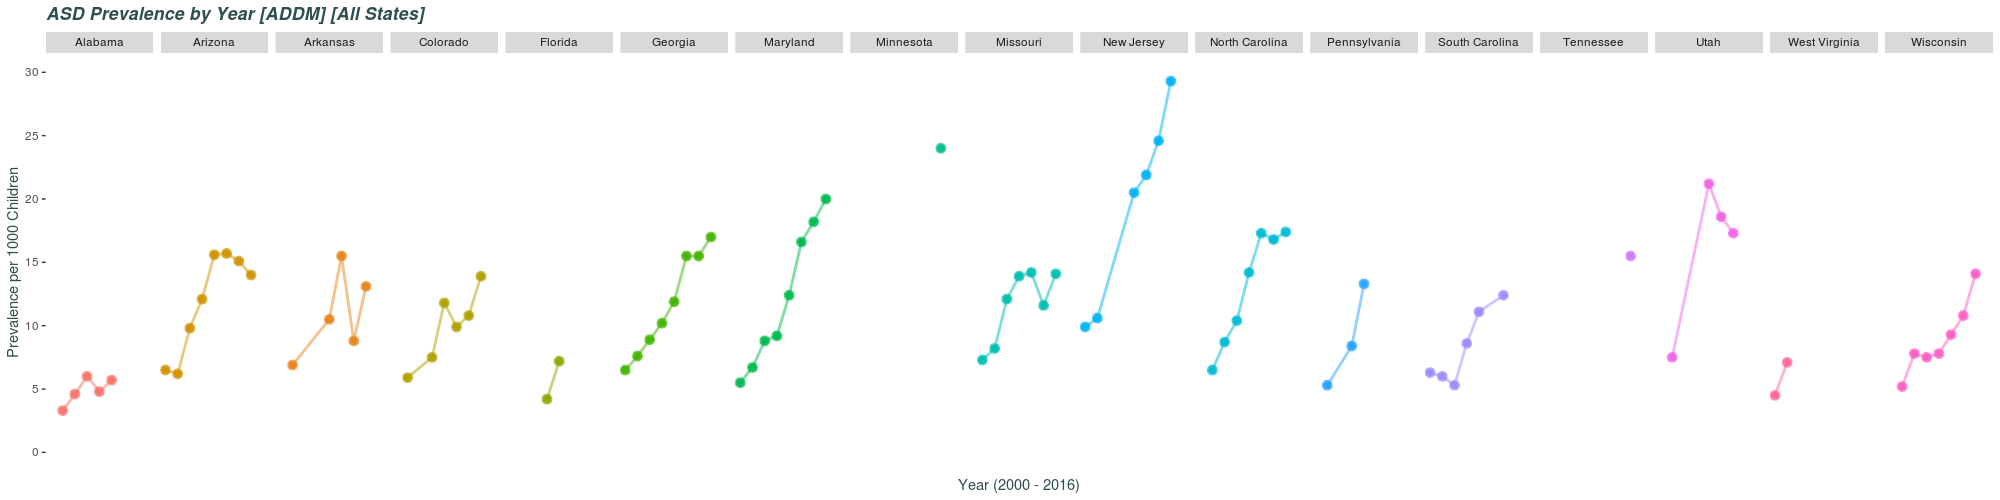 ASD Prevalence by Year [ADDM] [All States]
Alabama Arizona Arkansas Colorado Florida Georgia Maryland Minnesota Missouri New Jersey North Carolina Pennsylvania South Carolina Tennessee Utah West Virginia Wisconsin
Prevalence per 1000 Children
30
25
20
15
10
5
0
Year (2000 - 2016)